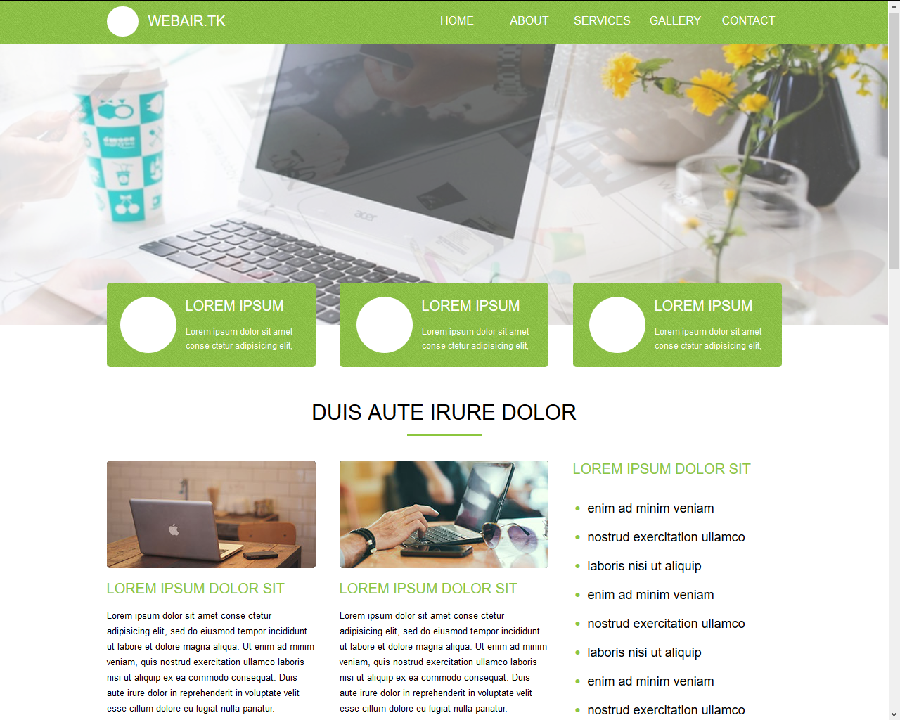 WEBAIR.TK
HOME ABOUT SERVICES GALLERY CONTACT
acer
LOREM IPSUM
Lorem ipsum dolor sit amet
conse ctetur adipisicing elit,
LOREM IPSUM
Lorem ipsum dolor sit amet
conse ctetur adipisicing elit,
LOREM IPSUM
Lorem ipsum dolor sit amet
conse ctetur adipisicing elit,
DUIS AUTE IRURE DOLOR
LOREM IPSUM DOLOR SIT
Lorem ipsum dolor sit amet conse ctetur
adipisicing elit, sed do eiusmod tempor incididunt
ut labore et dolore magna aliqua. Ut enim ad minim
veniam, quis nostrud exercitation ullamco laboris
nisi ut aliquip ex ea commodo consequat. Duis
aute irure dolor in reprehenderit in voluptate velit
esse cillum dolore eu fugiat nulla pariatur.
LOREM IPSUM DOLOR SIT
Lorem ipsum dolor sit amet conse ctetur
adipisicing elit, sed do eiusmod tempor incididunt
ut labore et dolore magna aliqua. Ut enim ad minim
veniam, quis nostrud exercitation ullamco laboris
nisi ut aliquip ex ea commodo consequat. Duis
aute irure dolor in reprehenderit in voluptate velit
esse cillum dolore eu fugiat nulla pariatur.
LOREM IPSUM DOLOR SIT
enim ad minim veniam
nostrud exercitation ullamco
laboris nisi ut aliquip
enim ad minim veniam
nostrud exercitation ullamco
laboris nisi ut aliquip
enim ad minim veniam
nostrud exercitation ullamco